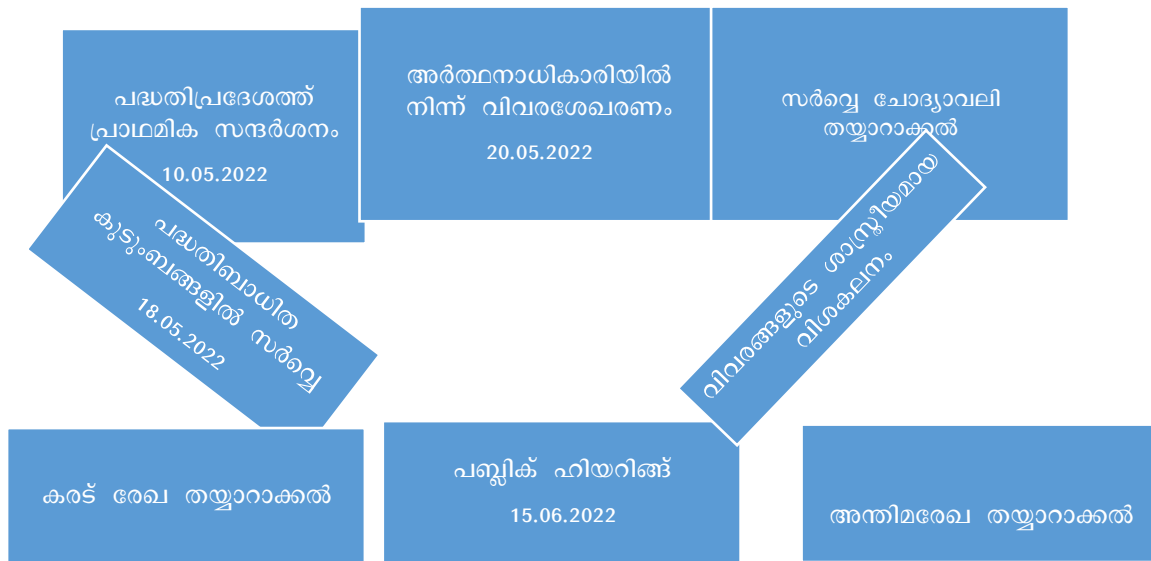 പദ്ധതിപ്രദേശത്ത്
പ്രാഥമിക സന്ദർശനം
10.05.2022
അർത്ഥനാധികാരിയിൽ
നിന്ന് വിവരശേഖരണം
20.05.2022
സർവ്വെ ചോദ്യാവലി
തയ്യാറാക്കൽ
പദ്ധതിബാധിത
കുടുംബങ്ങളിൽ സർവ്വെ
18.05.2022
വിവരങ്ങളുടെ ശാസ്ത്രീയമായ
വിശകലനം
കരട് രേഖ തയ്യാറാക്കൽ
പബ്ലിക് ഹിയറിങ്ങ്
15.06.2022
അന്തിമരേഖ തയ്യാറാക്കൽ